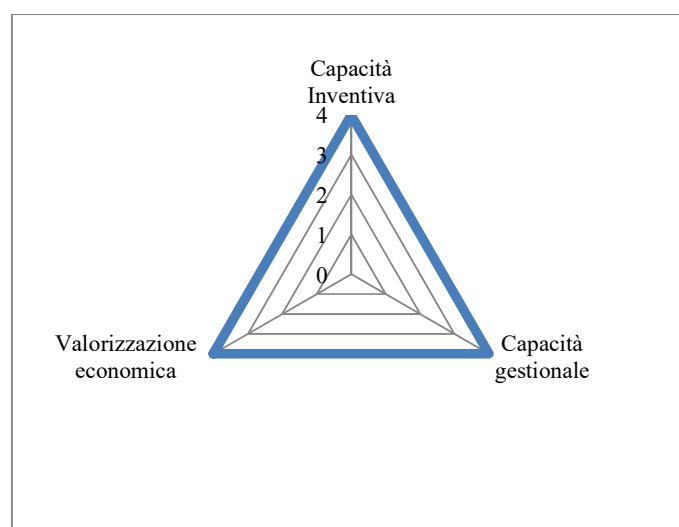 Capacità
Inventiva
4
3
2
1
0
Valorizzazione
economica
Capacità
gestionale